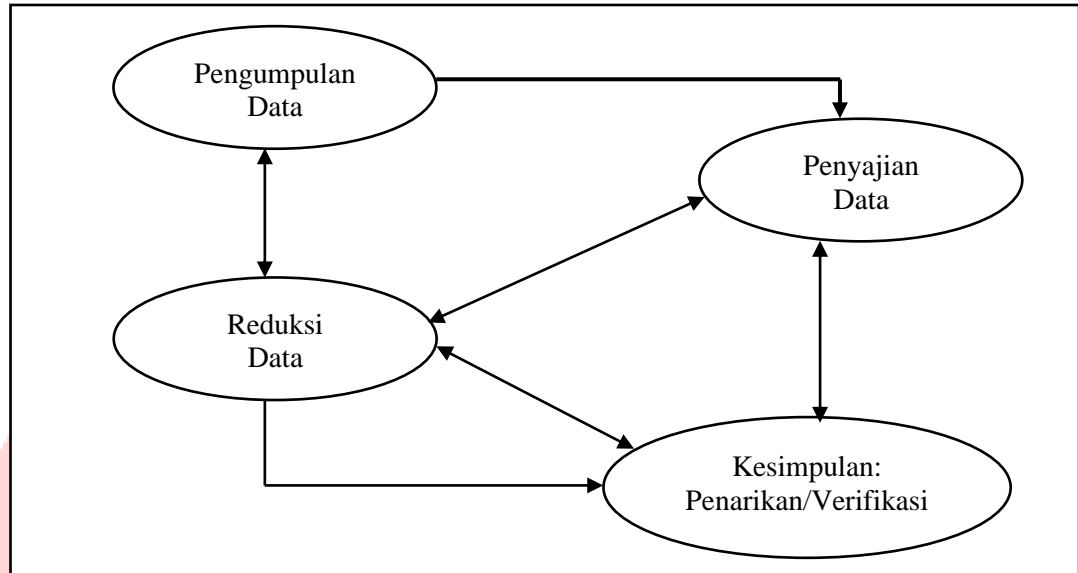 Pengumpulan
Data
Penyajian
Data
Reduksi
Data
Kesimpulan:
Penarikan/Verifikasi